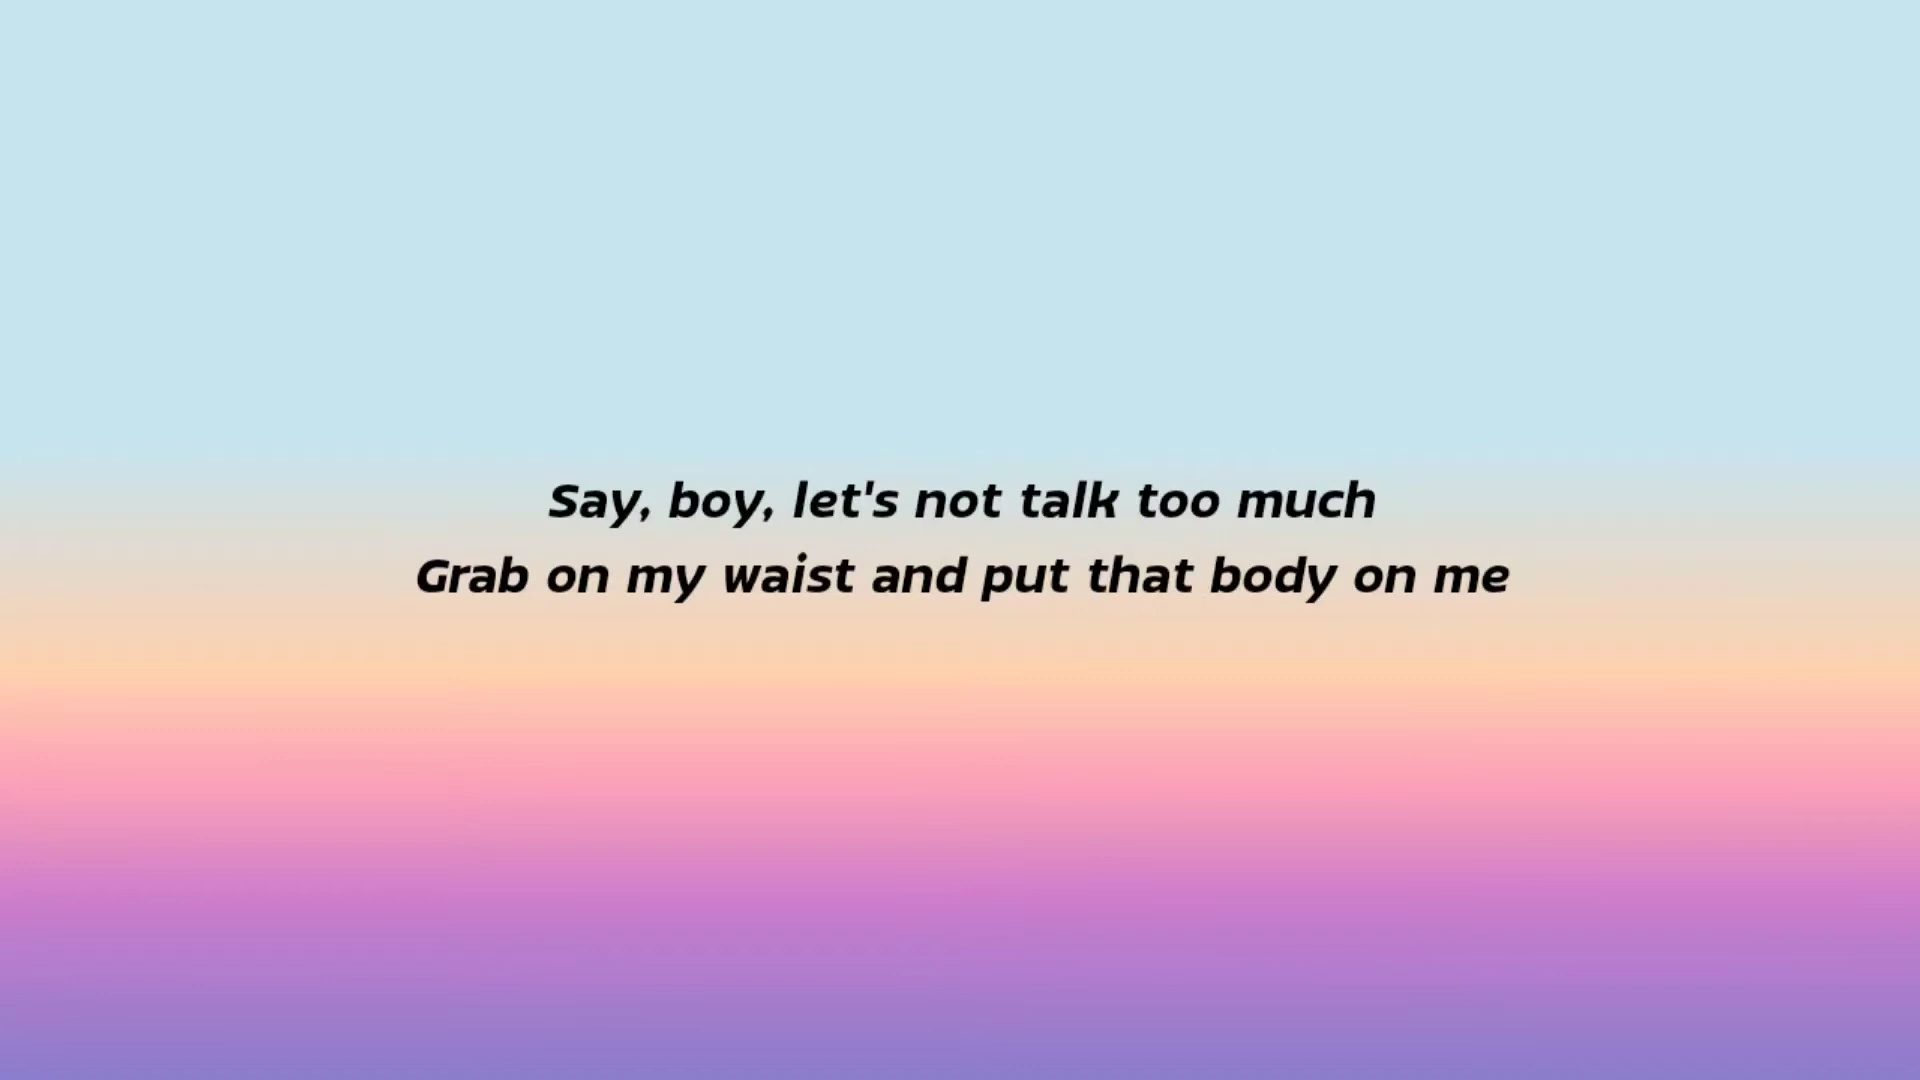 Say, boy, let's not talk too much
Grab on my waist and put that body on me